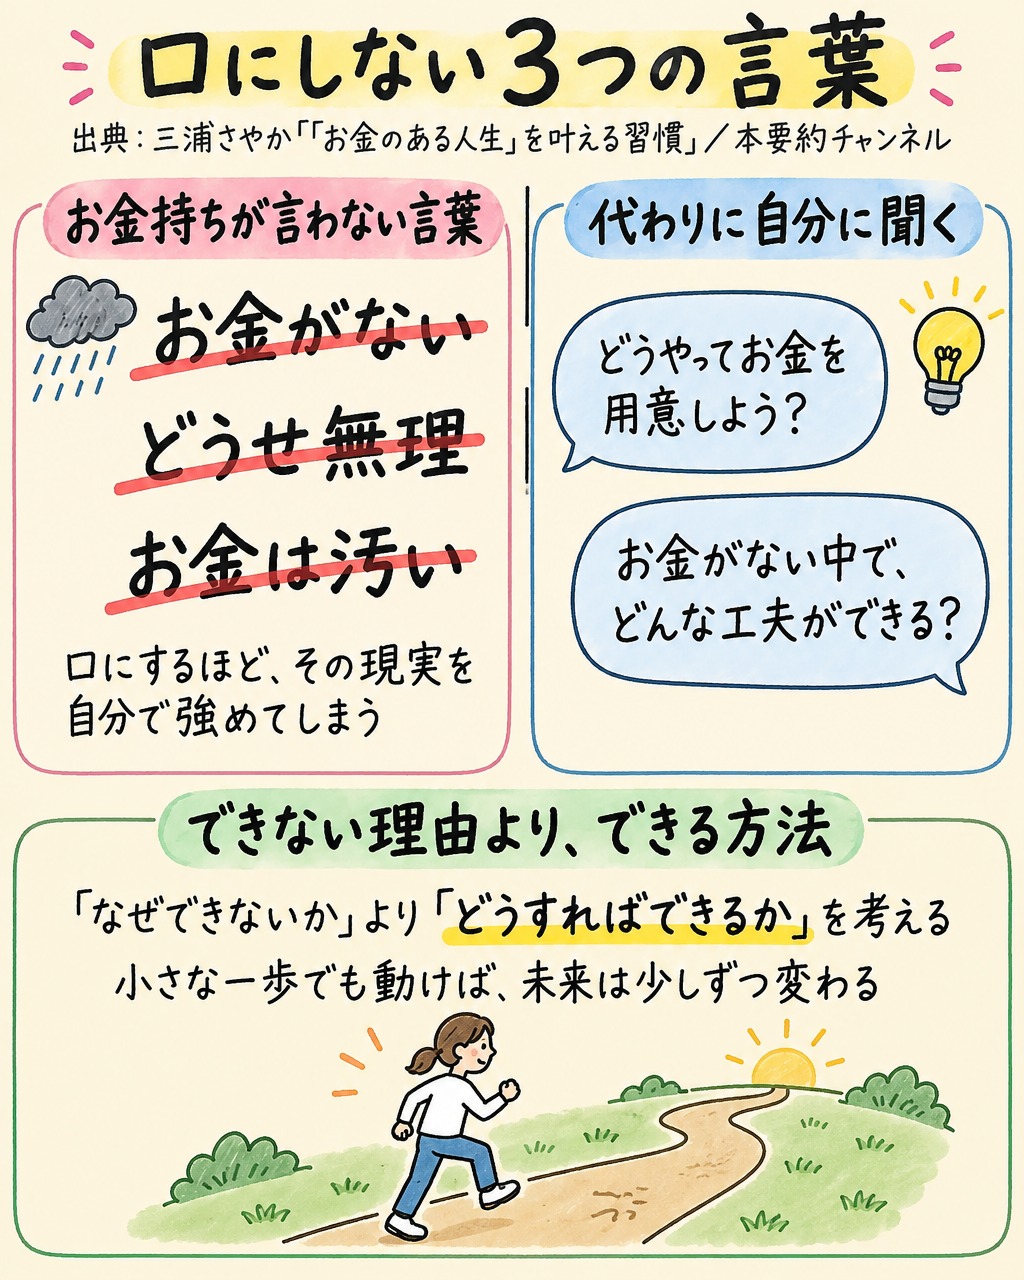 口にしない3つの言葉
出典：三浦さやか「「お金のある人生」を叶える習慣」／本要約チャンネル
お金持ちが言わない言葉
お金がない
どうせ無理
お金は汚い
口にするほど、その現実を
自分で強めてしまう
代わりに自分に聞く
どうやってお金を
用意しよう？
お金がない中で、
どんな工夫ができる？
できない理由より、できる方法
「なぜできないか」より「どうすればできるか」を考える
小さな一歩でも動けば、未来は少しずつ変わる